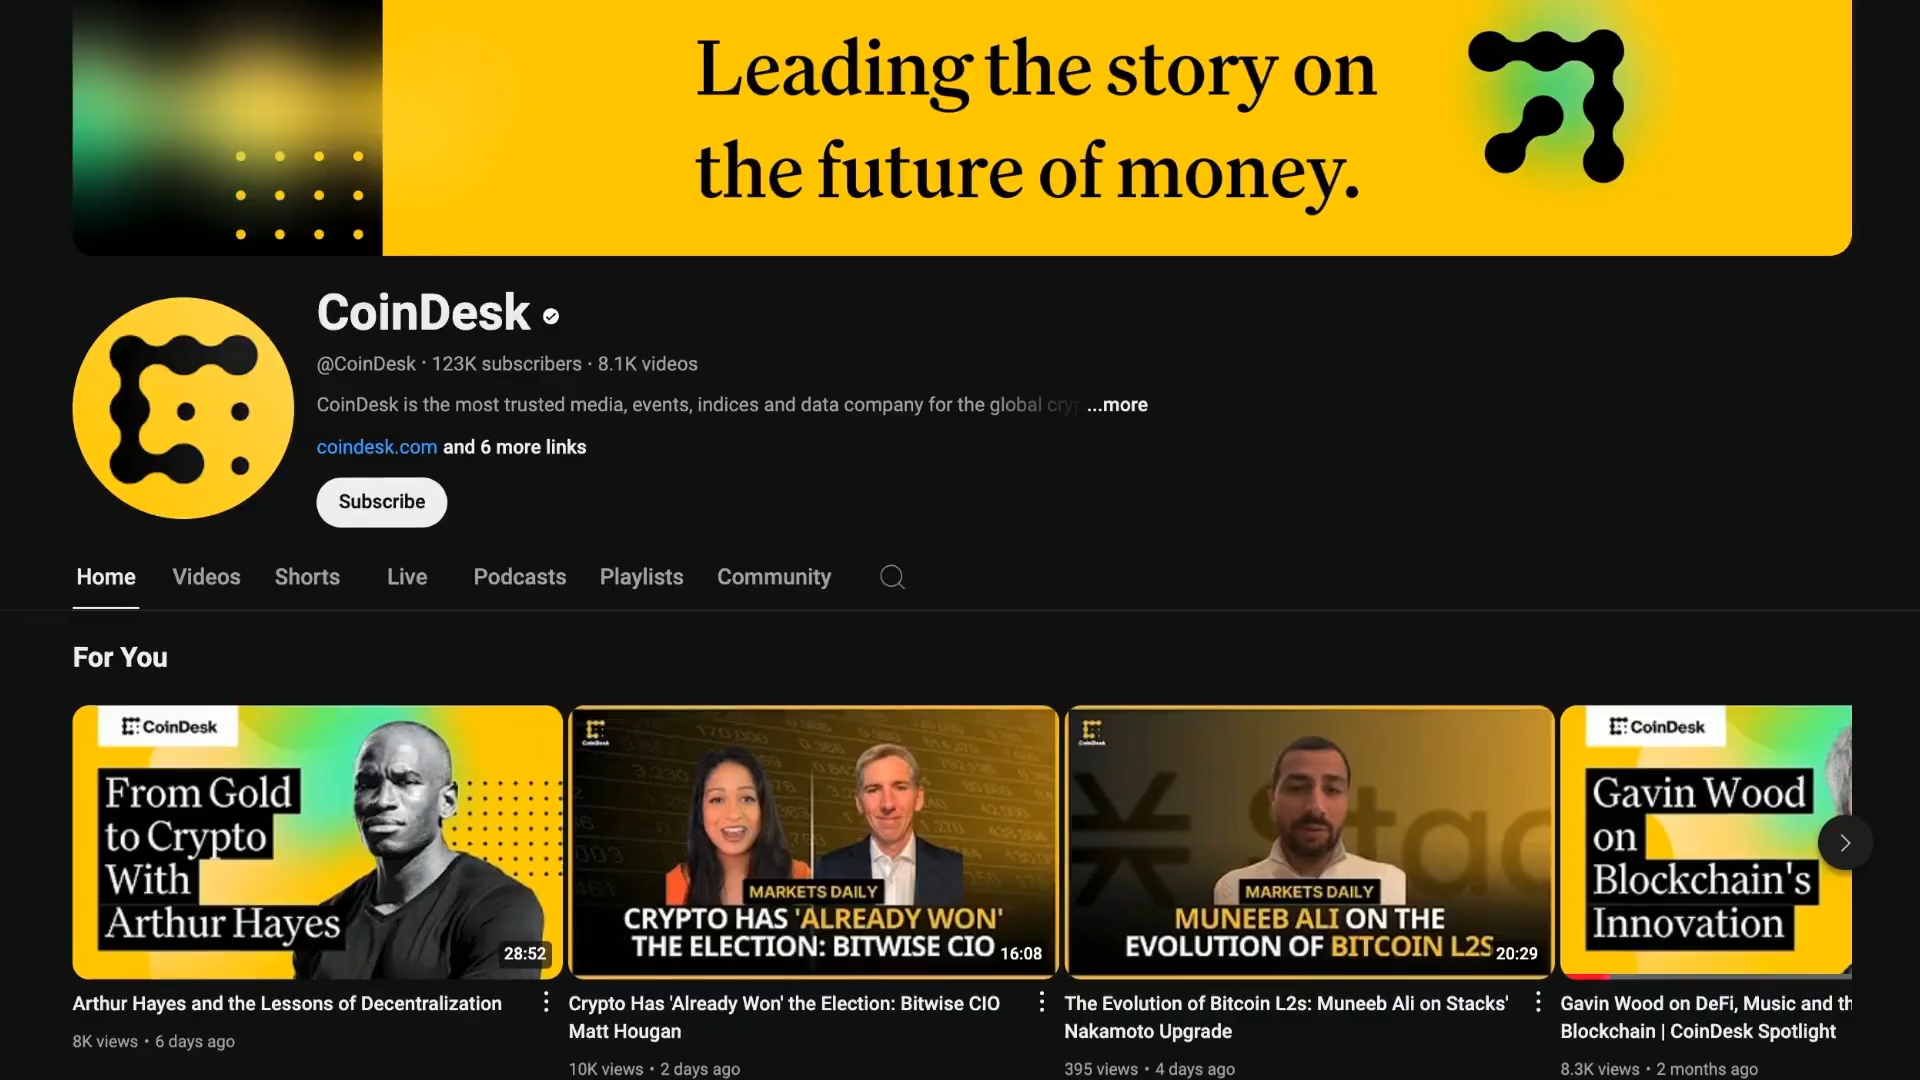 Leading the story on
the future of money.
CoinDesk
@CoinDesk · 123K subscribers · 8.1K videos
CoinDesk is the most trusted media, events, indices and data company for the global cry ...more
coindesk.com and 6 more links
Subscribe
Home Videos Shorts Live Podcasts Playlists Community
For You
CoinDesk
From Gold
to Crypto
With
Arthur Hayes
28:52
Arthur Hayes and the Lessons of Decentralization
8K views • 6 days ago
CoinDesk
MARKETS DAILY
CRYPTO HAS 'ALREADY WON'
THE ELECTION: BITWISE CIO
16:08
Crypto Has 'Already Won' the Election: Bitwise CIO
Matt Hougan
10K views • 2 days ago
CoinDesk
Stac
MARKETS DAILY
MUNEEB ALI ON THE
EVOLUTION OF BITCOIN L2S
20:29
The Evolution of Bitcoin L2s: Muneeb Ali on Stacks'
Nakamoto Upgrade
395 views • 4 days ago
CoinDesk
Gavin Wood
on
Blockchain's
Innovation
Gavin Wood on DeFi, Music and th
Blockchain | CoinDesk Spotlight
8.3K views • 2 months ago